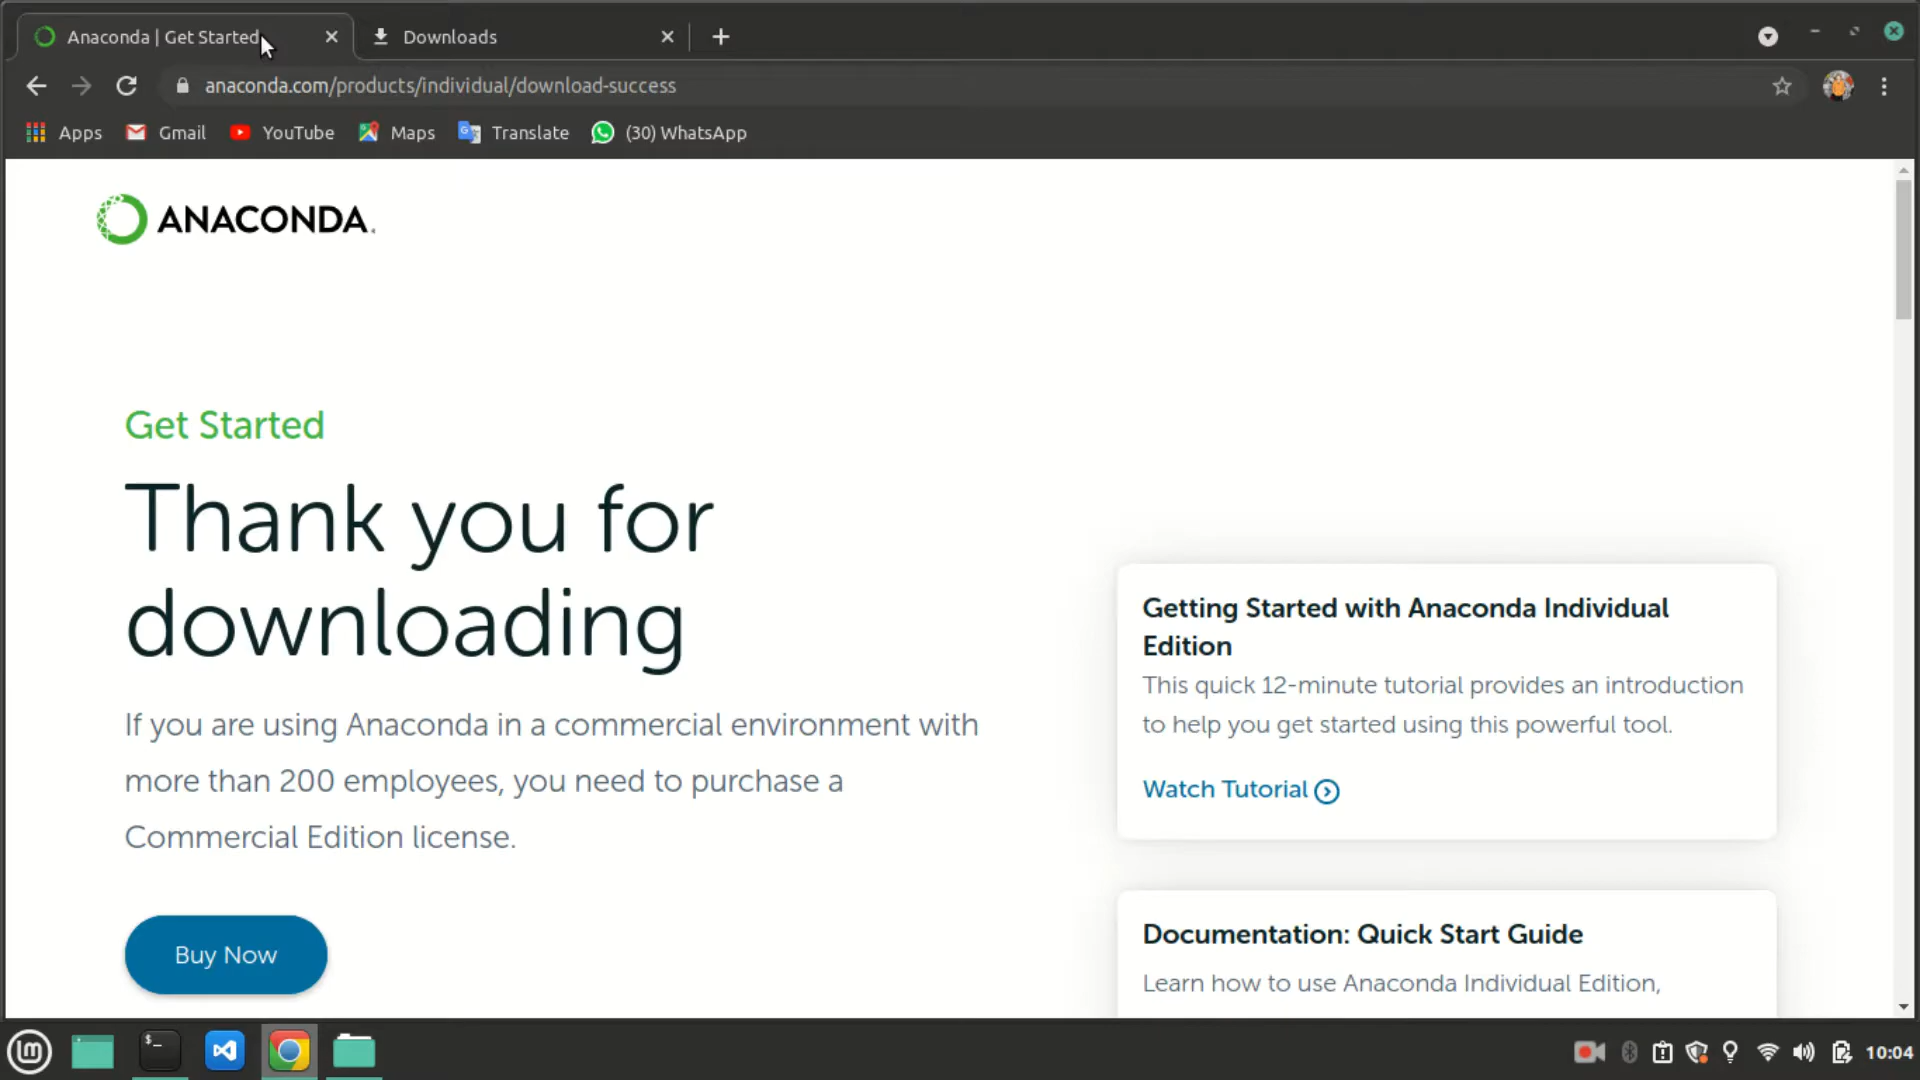 Anaconda | Get Started
Downloads
anaconda.com/products/individual/download-success
Apps
Gmail
YouTube
Maps
Translate
(30) WhatsApp
ANACONDA.
Get Started
Thank you for
downloading
If you are using Anaconda in a commercial environment with
more than 200 employees, you need to purchase a
Commercial Edition license.
Buy Now
Getting Started with Anaconda Individual
Edition
This quick 12-minute tutorial provides an introduction
to help you get started using this powerful tool.
Watch Tutorial
Documentation: Quick Start Guide
Learn how to use Anaconda Individual Edition,
$_
10:04